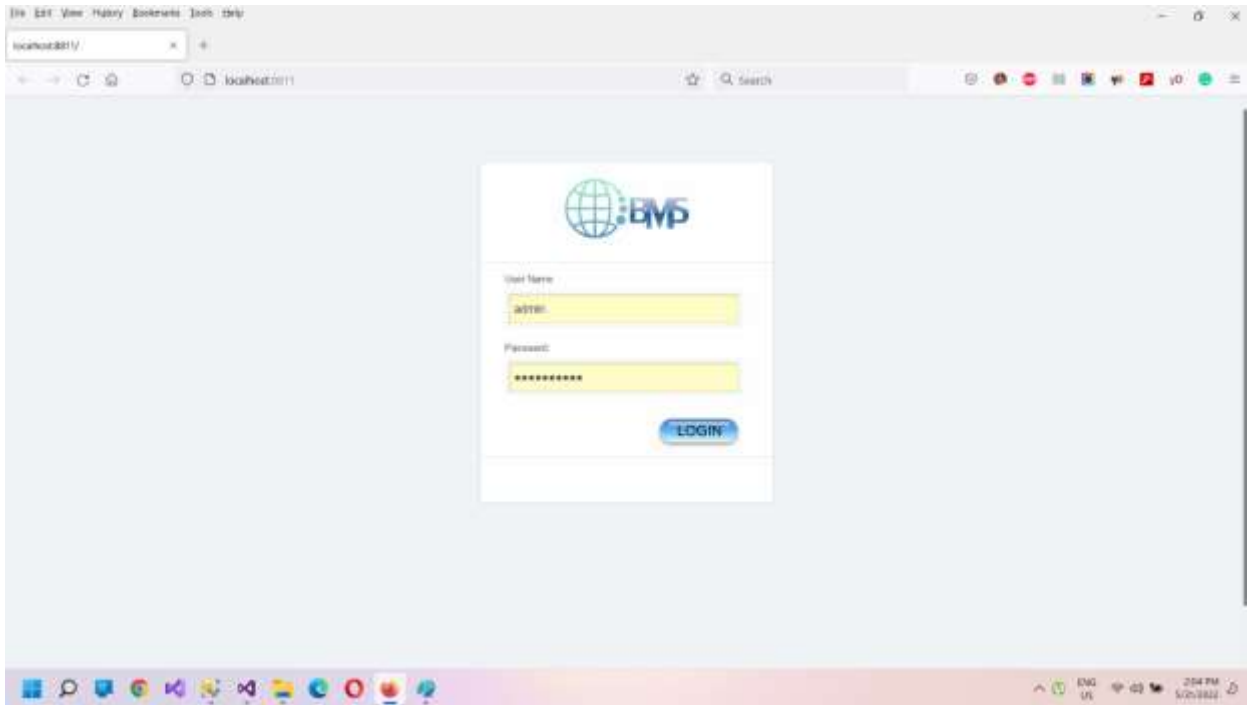 File Edit View History Bookmarks Tools Help
localhost:8811/
localhost:8811
Search
BMS
User Name
admin
Password:
**********
LOGIN
ENG
US
2:04 PM